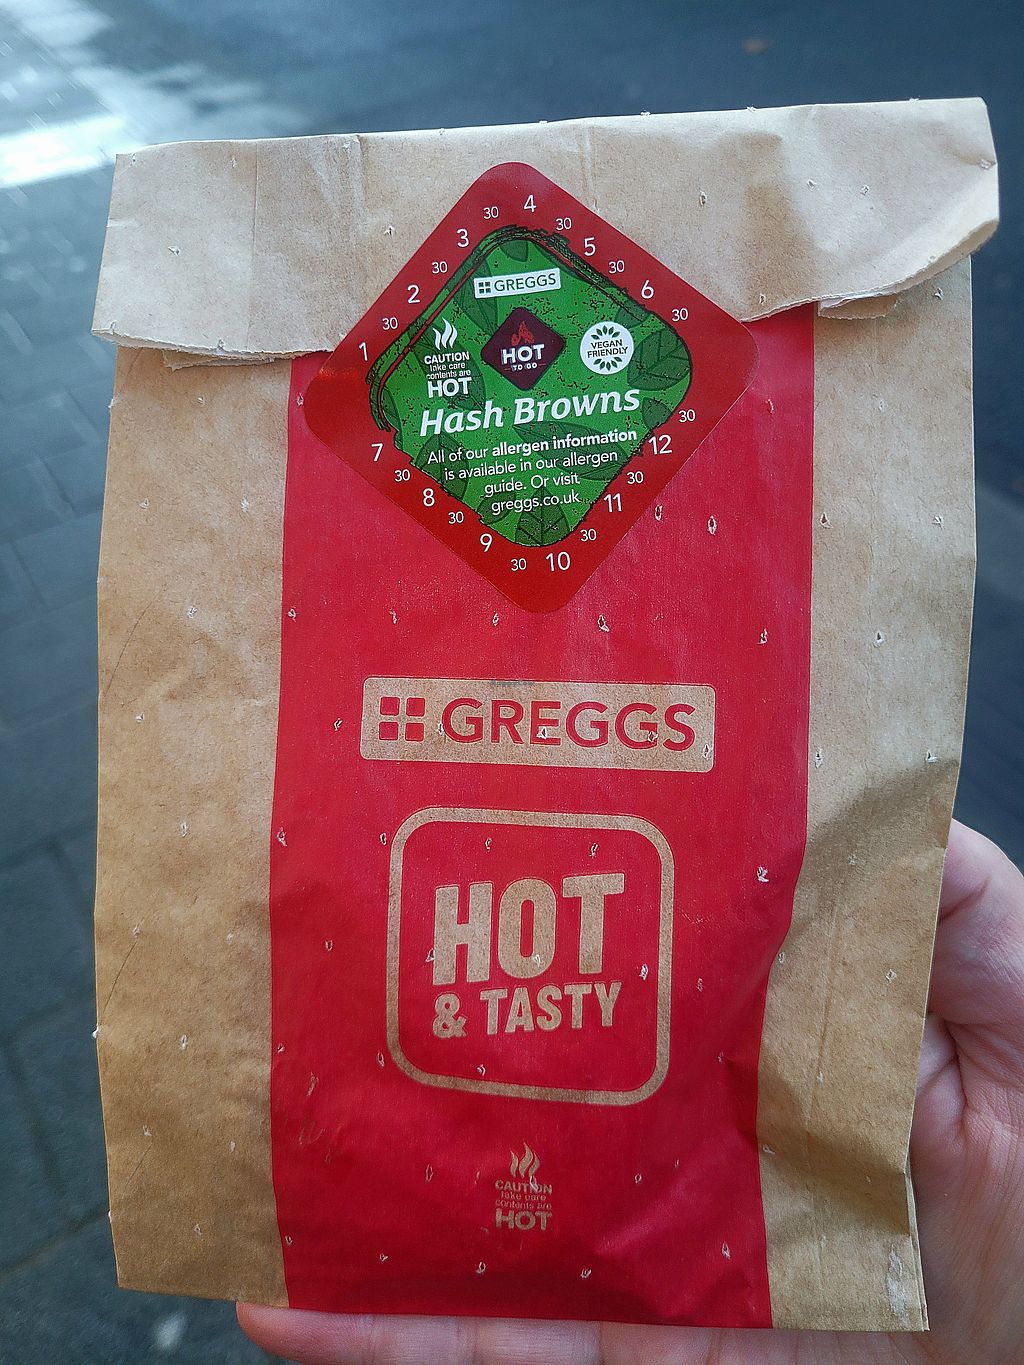 30 4 30
3 5
30 30
2 6
30 30
1
GREGGS
CAUTION
take care
contents are
HOT
HOT
TO GO
VEGAN
FRIENDLY
Hash Browns
All of our allergen information
is available in our allergen
guide. Or visit
greggs.co.uk
30
7 12
30 30
8 11
30 30
9 10
30
GREGGS
HOT
& TASTY
CAUTION
take care
contents are
HOT